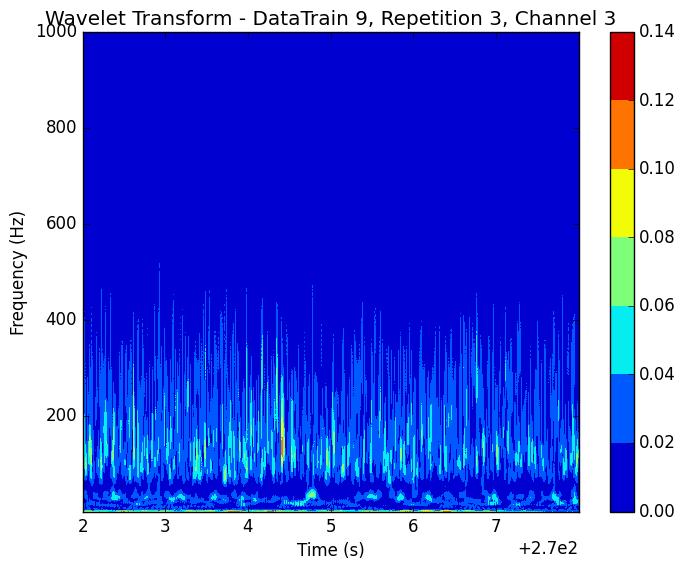 Wavelet Transform - DataTrain 9, Repetition 3, Channel 3
1000
800
600
400
200
Frequency (Hz)
2 3 4 5 6 7
Time (s)
+2.7e2
0.14
0.12
0.10
0.08
0.06
0.04
0.02
0.00